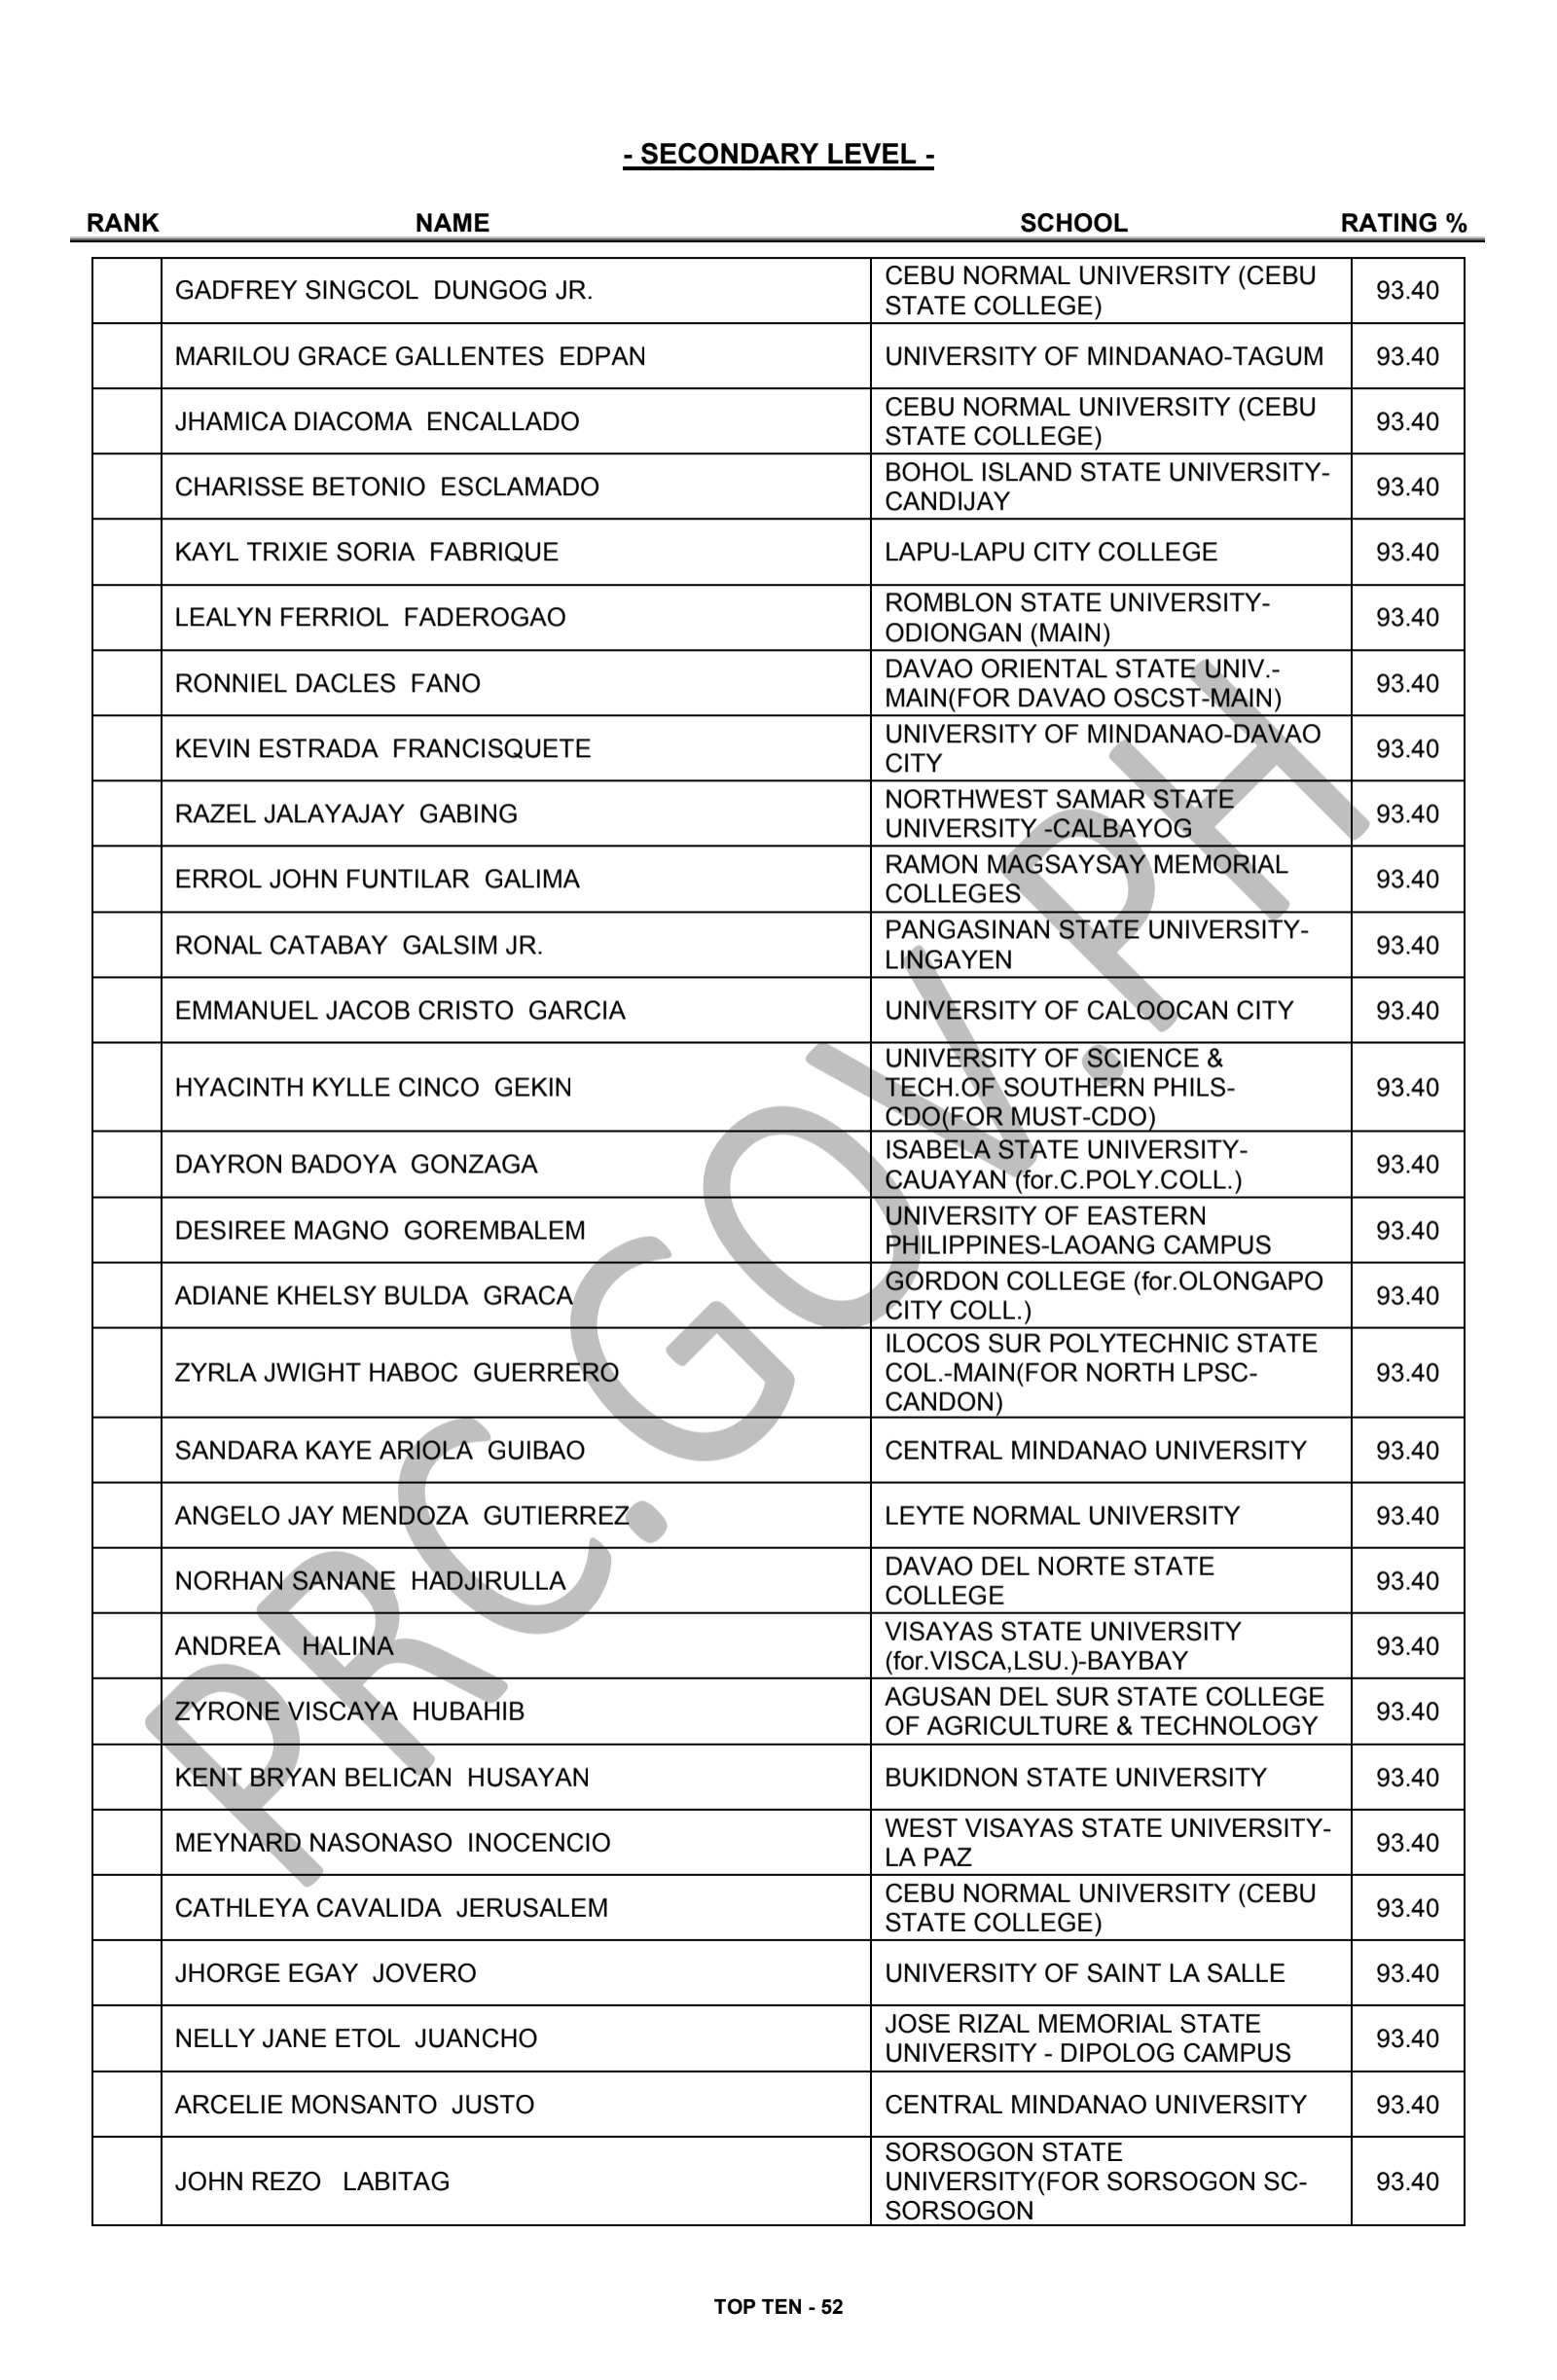 - SECONDARY LEVEL -
RANK NAME SCHOOL RATING %
GADFREY SINGCOL DUNGOG JR. CEBU NORMAL UNIVERSITY (CEBU
STATE COLLEGE) 93.40
MARILOU GRACE GALLENTES EDPAN UNIVERSITY OF MINDANAO-TAGUM 93.40
JHAMICA DIACOMA ENCALLADO CEBU NORMAL UNIVERSITY (CEBU
STATE COLLEGE) 93.40
CHARISSE BETONIO ESCLAMADO BOHOL ISLAND STATE UNIVERSITY-
CANDIJAY 93.40
KAYL TRIXIE SORIA FABRIQUE LAPU-LAPU CITY COLLEGE 93.40
LEALYN FERRIOL FADEROGAO ROMBLON STATE UNIVERSITY-
ODIONGAN (MAIN) 93.40
RONNIEL DACLES FANO DAVAO ORIENTAL STATE UNIV.-
MAIN(FOR DAVAO OSCST-MAIN) 93.40
KEVIN ESTRADA FRANCISQUETE UNIVERSITY OF MINDANAO-DAVAO
CITY 93.40
RAZEL JALAYAJAY GABING NORTHWEST SAMAR STATE
UNIVERSITY -CALBAYOG 93.40
ERROL JOHN FUNTILAR GALIMA RAMON MAGSAYSAY MEMORIAL
COLLEGES 93.40
RONAL CATABAY GALSIM JR. PANGASINAN STATE UNIVERSITY-
LINGAYEN 93.40
EMMANUEL JACOB CRISTO GARCIA UNIVERSITY OF CALOOCAN CITY 93.40
HYACINTH KYLLE CINCO GEKIN UNIVERSITY OF SCIENCE &
TECH.OF SOUTHERN PHILS-
CDO(FOR MUST-CDO) 93.40
DAYRON BADOYA GONZAGA ISABELA STATE UNIVERSITY-
CAUAYAN (for.C.POLY.COLL.) 93.40
DESIREE MAGNO GOREMBALEM UNIVERSITY OF EASTERN
PHILIPPINES-LAOANG CAMPUS 93.40
ADIANE KHELSY BULDA GRACA GORDON COLLEGE (for.OLONGAPO
CITY COLL.) 93.40
ZYRLA JWIGHT HABOC GUERRERO ILOCOS SUR POLYTECHNIC STATE
COL.-MAIN(FOR NORTH LPSC-
CANDON) 93.40
SANDARA KAYE ARIOLA GUIBAO CENTRAL MINDANAO UNIVERSITY 93.40
ANGELO JAY MENDOZA GUTIERREZ LEYTE NORMAL UNIVERSITY 93.40
NORHAN SANANE HADJIRULLA DAVAO DEL NORTE STATE
COLLEGE 93.40
ANDREA HALINA VISAYAS STATE UNIVERSITY
(for.VISCA,LSU.)-BAYBAY 93.40
ZYRONE VISCAYA HUBAHIB AGUSAN DEL SUR STATE COLLEGE
OF AGRICULTURE & TECHNOLOGY 93.40
KENT BRYAN BELICAN HUSAYAN BUKIDNON STATE UNIVERSITY 93.40
MEYNARD NASONASO INOCENCIO WEST VISAYAS STATE UNIVERSITY-
LA PAZ 93.40
CATHLEYA CAVALIDA JERUSALEM CEBU NORMAL UNIVERSITY (CEBU
STATE COLLEGE) 93.40
JHORGE EGAY JOVERO UNIVERSITY OF SAINT LA SALLE 93.40
NELLY JANE ETOL JUANCHO JOSE RIZAL MEMORIAL STATE
UNIVERSITY - DIPOLOG CAMPUS 93.40
ARCELIE MONSANTO JUSTO CENTRAL MINDANAO UNIVERSITY 93.40
JOHN REZO LABITAG SORSOGON STATE
UNIVERSITY(FOR SORSOGON SC-
SORSOGON 93.40
PRC.GOV.PH
TOP TEN - 52